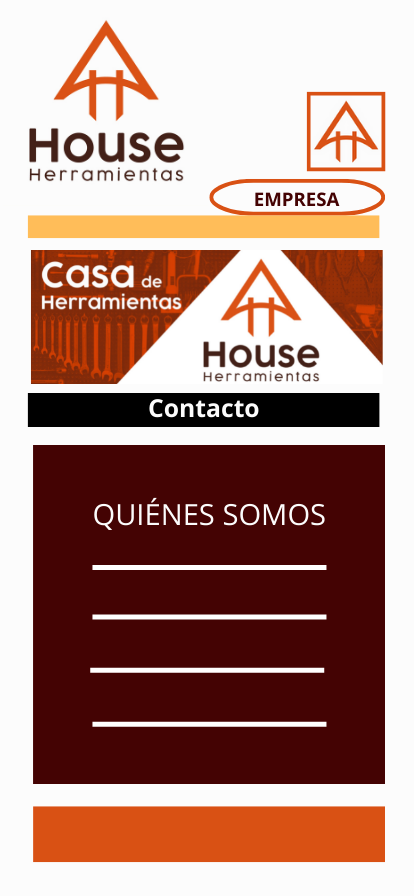 House
Herramientas
EMPRESA
Casa de
Herramientas
House
Herramientas
Contacto
QUIÉNES SOMOS